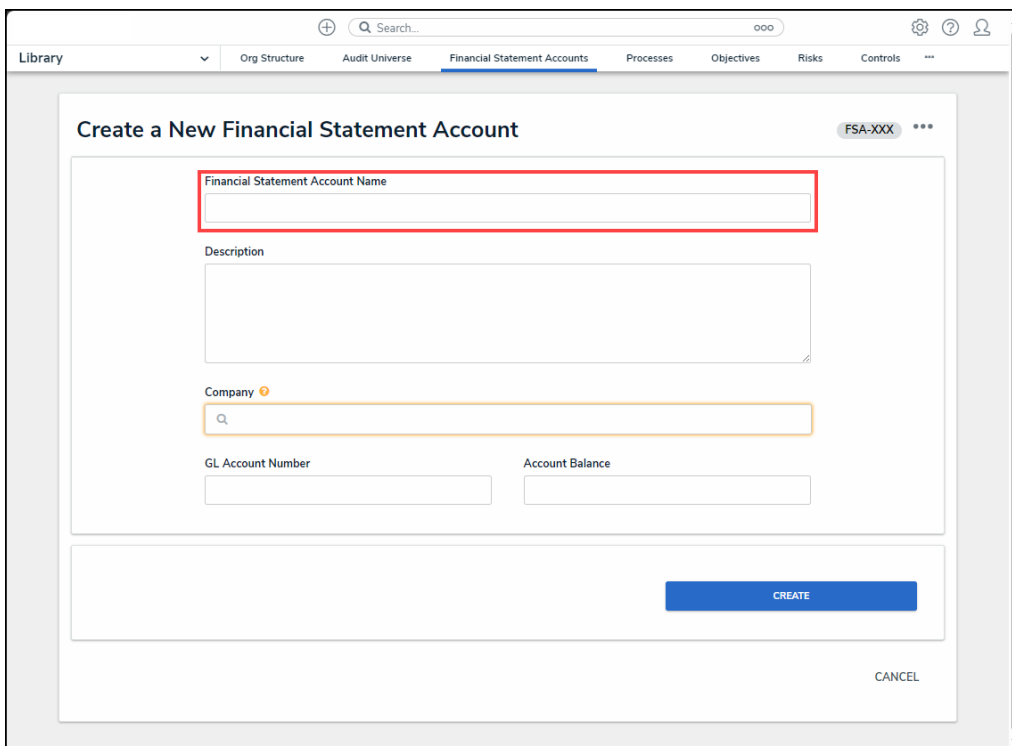 Search... ooo
Library Org Structure Audit Universe Financial Statement Accounts Processes Objectives Risks Controls ...
Create a New Financial Statement Account FSA-XXX ...
Financial Statement Account Name
Description
Company ?
GL Account Number Account Balance
CREATE
CANCEL